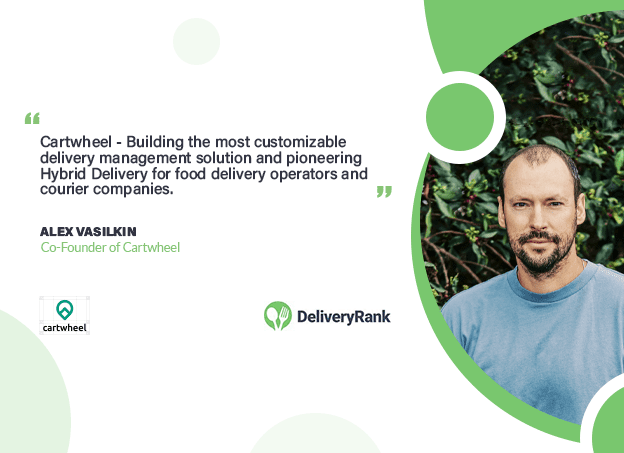 Cartwheel - Building the most customizable
delivery management solution and pioneering
Hybrid Delivery for food delivery operators and
courier companies.
ALEX VASILKIN
Co-Founder of Cartwheel
cartwheel
DeliveryRank